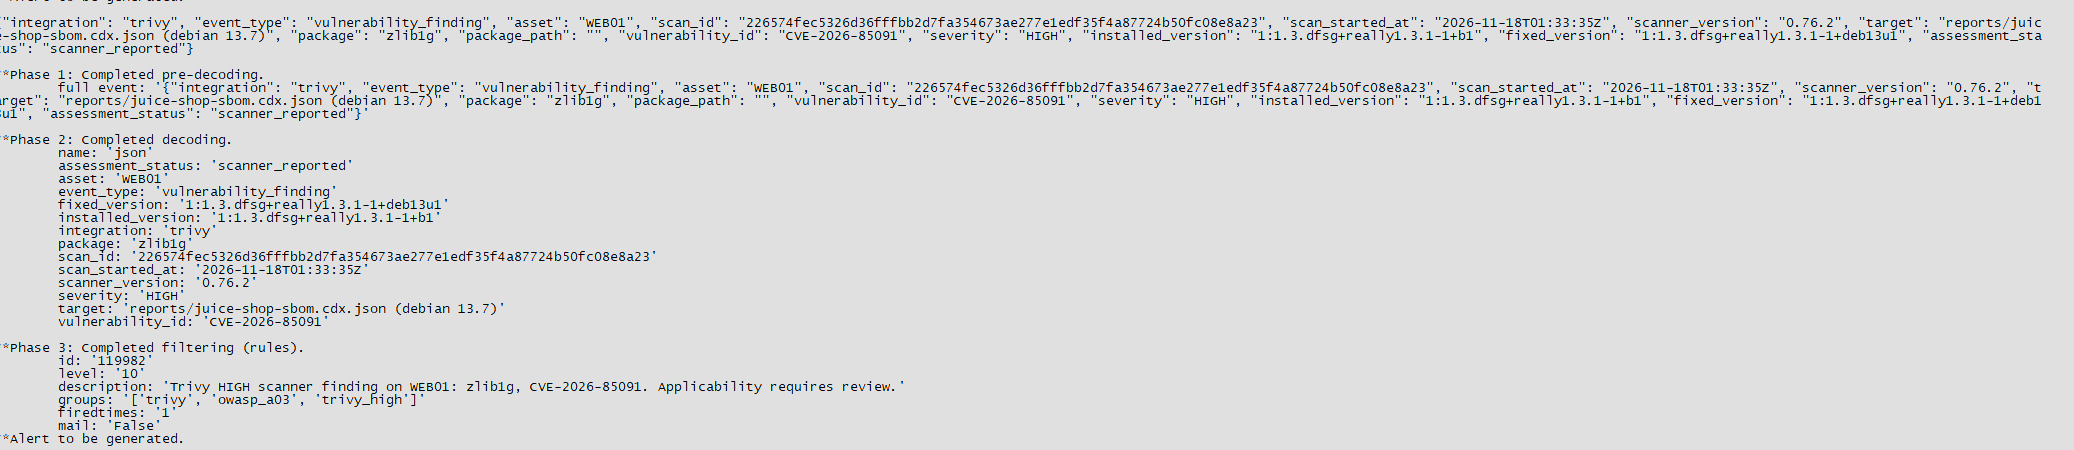 Alert to be generated.
"integration": "trivy", "event_type": "vulnerability_finding", "asset": "WEB01", "scan_id": "226574fec5326d36fffbb2d7fa354673ae277e1edf35f4a87724b50fc08e8a23", "scan_started_at": "2026-11-18T01:33:35Z", "scanner_version": "0.76.2", "target": "reports/juic
e-shop-sbom.cdx.json (debian 13.7)", "package": "zlib1g", "package_path": "", "vulnerability_id": "CVE-2026-85091", "severity": "HIGH", "installed_version": "1:1.3.dfsg+really1.3.1-1+b1", "fixed_version": "1:1.3.dfsg+really1.3.1-1+deb13u1", "assessment_sta
tus": "scanner_reported"}
**Phase 1: Completed pre-decoding.
full event: '{"integration": "trivy", "event_type": "vulnerability_finding", "asset": "WEB01", "scan_id": "226574fec5326d36fffbb2d7fa354673ae277e1edf35f4a87724b50fc08e8a23", "scan_started_at": "2026-11-18T01:33:35Z", "scanner_version": "0.76.2", "t
arget": "reports/juice-shop-sbom.cdx.json (debian 13.7)", "package": "zlib1g", "package_path": "", "vulnerability_id": "CVE-2026-85091", "severity": "HIGH", "installed_version": "1:1.3.dfsg+really1.3.1-1+b1", "fixed_version": "1:1.3.dfsg+really1.3.1-1+deb1
3u1", "assessment_status": "scanner_reported"}'
**Phase 2: Completed decoding.
name: 'json'
assessment_status: 'scanner_reported'
asset: 'WEB01'
event_type: 'vulnerability_finding'
fixed_version: '1:1.3.dfsg+really1.3.1-1+deb13u1'
installed_version: '1:1.3.dfsg+really1.3.1-1+b1'
integration: 'trivy'
package: 'zlib1g'
scan_id: '226574fec5326d36fffbb2d7fa354673ae277e1edf35f4a87724b50fc08e8a23'
scan_started_at: '2026-11-18T01:33:35Z'
scanner_version: '0.76.2'
severity: 'HIGH'
target: 'reports/juice-shop-sbom.cdx.json (debian 13.7)'
vulnerability_id: 'CVE-2026-85091'
**Phase 3: Completed filtering (rules).
id: '119982'
level: '10'
description: 'Trivy HIGH scanner finding on WEB01: zlib1g, CVE-2026-85091. Applicability requires review.'
groups: '['trivy', 'owasp_a03', 'trivy_high']'
firedtimes: '1'
mail: 'False'
**Alert to be generated.